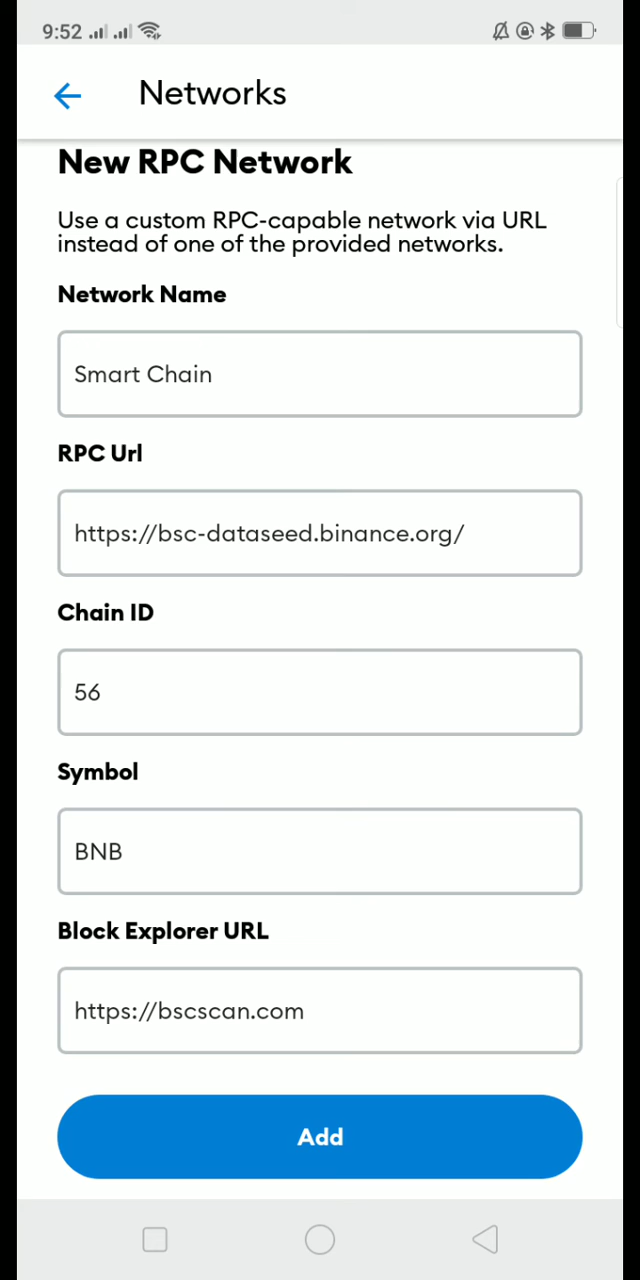 9:52
Networks
New RPC Network
Use a custom RPC-capable network via URL
instead of one of the provided networks.
Network Name
Smart Chain
RPC Url
https://bsc-dataseed.binance.org/
Chain ID
56
Symbol
BNB
Block Explorer URL
https://bscscan.com
Add